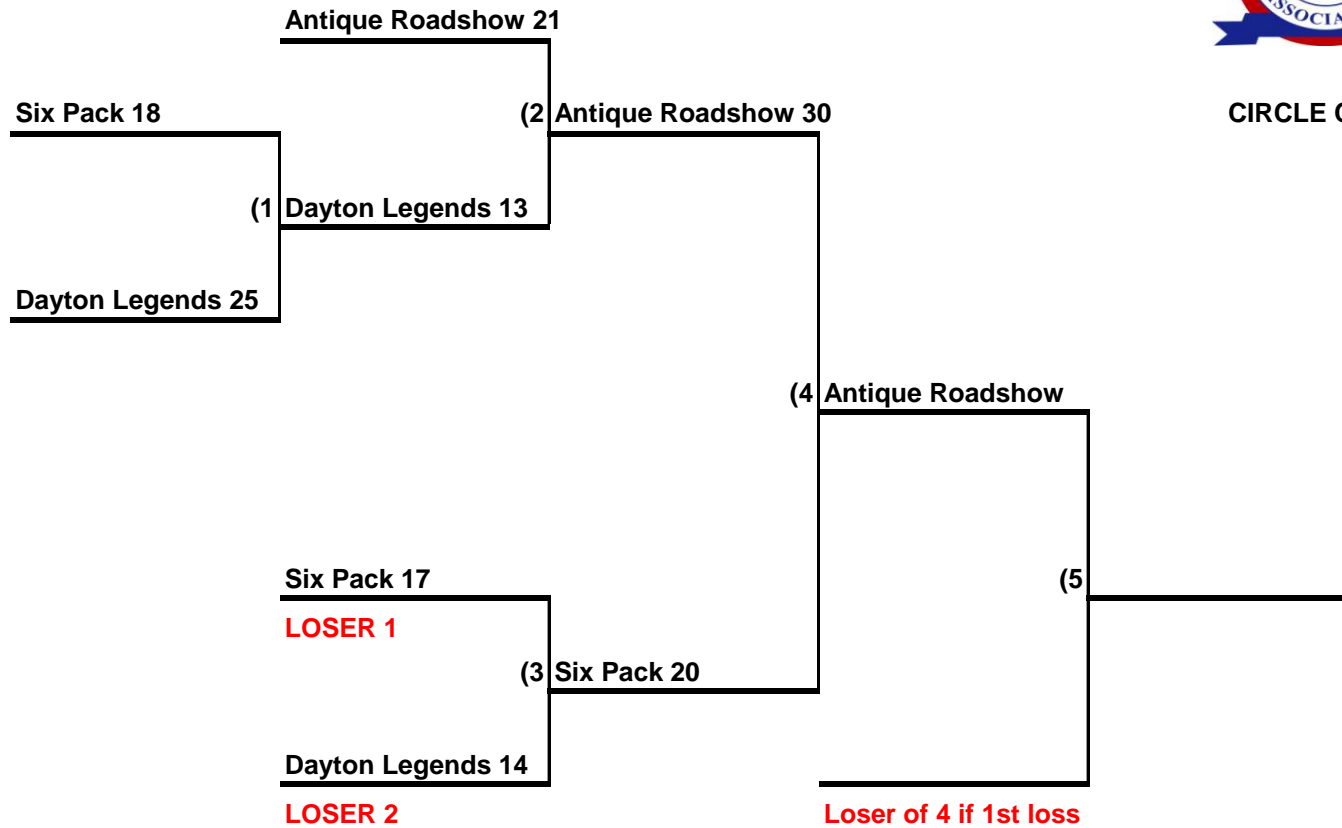 Antique Roadshow 21
Six Pack 18
(2 Antique Roadshow 30
CIRCLE
(1 Dayton Legends 13
Dayton Legends 25
(4 Antique Roadshow
Six Pack 17
(5
LOSER 1
(3 Six Pack 20
Dayton Legends 14
LOSER 2
Loser of 4 if 1st loss